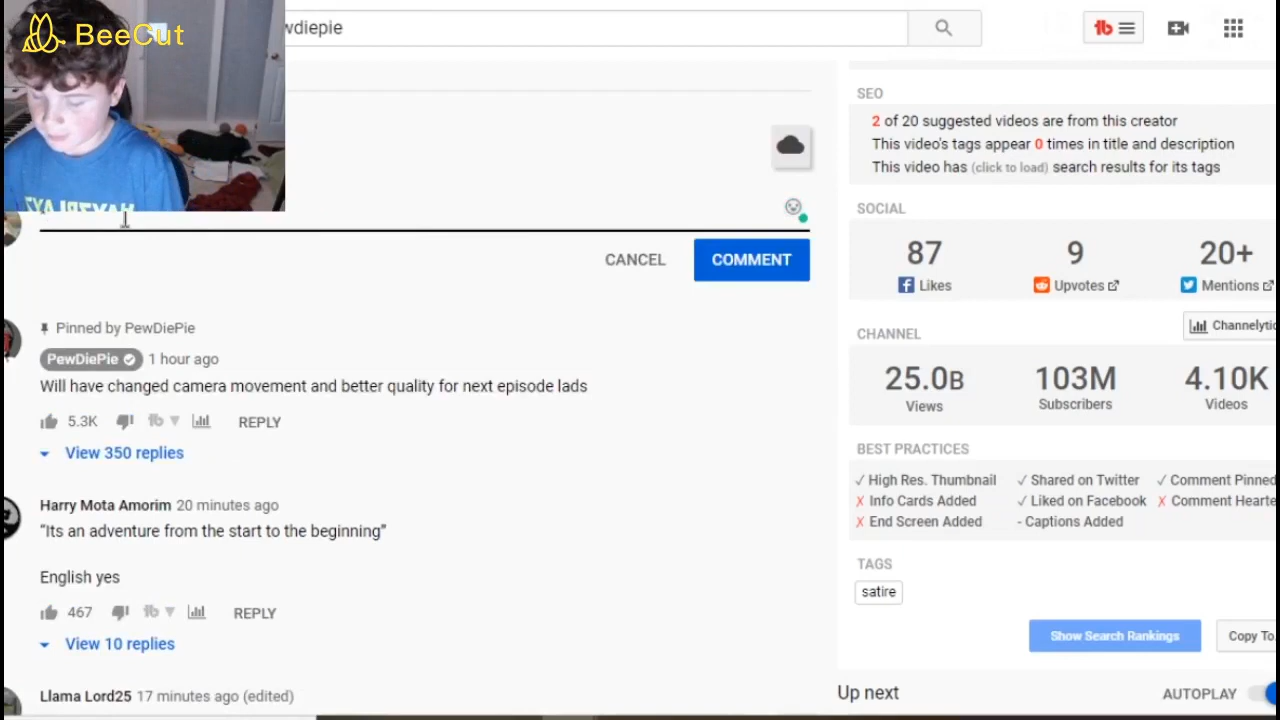 BeeCut
wdiepie
SEO
2 of 20 suggested videos are from this creator
This video's tags appear 0 times in title and description
This video has (click to load) search results for its tags
SOCIAL
87
9
20+
Likes
Upvotes
Mentions
CANCEL
COMMENT
Pinned by PewDiePie
PewDiePie 1 hour ago
Will have changed camera movement and better quality for next episode lads
5.3K
REPLY
View 350 replies
CHANNEL
Channelytic
25.0B
103M
4.10K
Views
Subscribers
Videos
BEST PRACTICES
✓ High Res. Thumbnail
✓ Shared on Twitter
✓ Comment Pinned
✗ Info Cards Added
✓ Liked on Facebook
✗ Comment Hearte
✗ End Screen Added
- Captions Added
Harry Mota Amorim 20 minutes ago
"Its an adventure from the start to the beginning"
English yes
467
REPLY
View 10 replies
TAGS
satire
Show Search Rankings
Copy To
Llama Lord25 17 minutes ago (edited)
Up next
AUTOPLAY